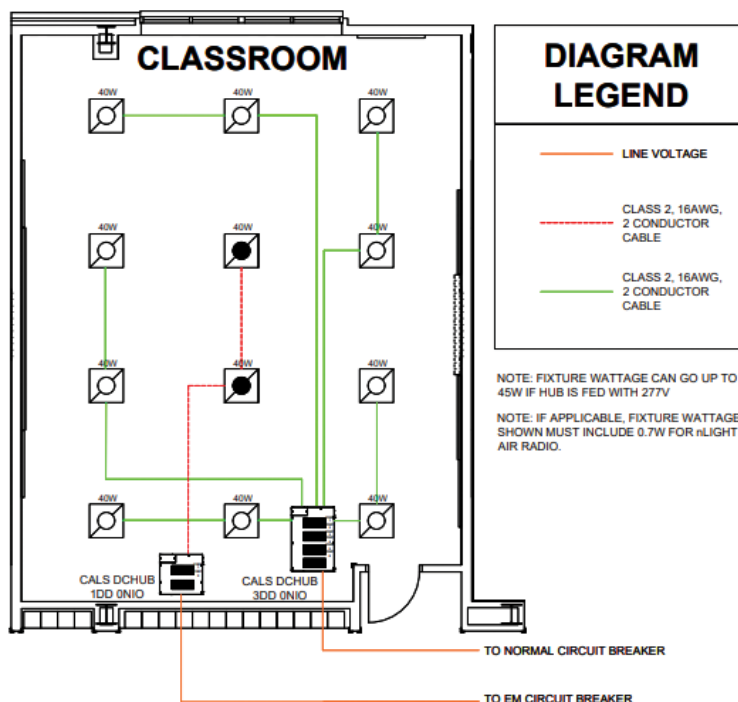 CLASSROOM
40W 40W 40W
40W 40W 40W
40W 40W 40W
40W 40W 40W
CALS DCHUB
1DD 0NIO
CALS DCHUB
3DD 0NIO
TO NORMAL CIRCUIT BREAKER
TO EM CIRCUIT BREAKER
DIAGRAM
LEGEND
LINE VOLTAGE
CLASS 2, 16AWG,
2 CONDUCTOR
CABLE
CLASS 2, 16AWG,
2 CONDUCTOR
CABLE
NOTE: FIXTURE WATTAGE CAN GO UP TO
45W IF HUB IS FED WITH 277V
NOTE: IF APPLICABLE, FIXTURE WATTAGE
SHOWN MUST INCLUDE 0.7W FOR nLIGHT
AIR RADIO.